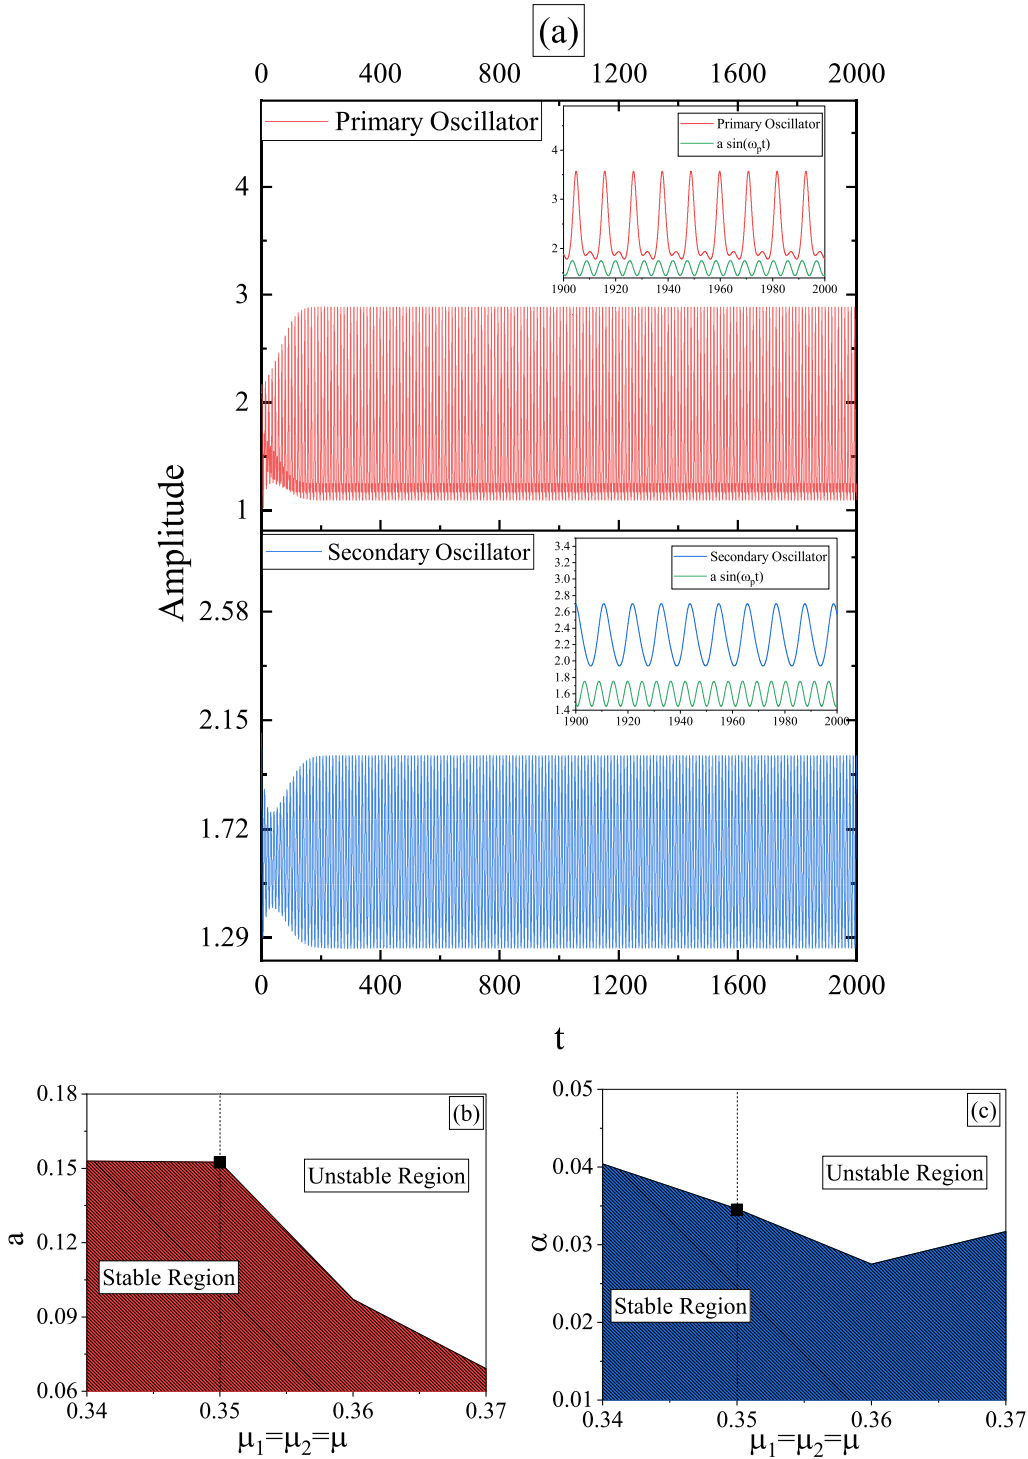 (a)
0 400 800 1200 1600 2000
Primary Oscillator
Primary Oscillator
a sin(ωₚt)
4
3
2
1900 1920 1940 1960 1980 2000
4
3
2
1
Amplitude
Secondary Oscillator
Secondary Oscillator
a sin(ωₚt)
3.4
3.2
3.0
2.8
2.6
2.4
2.2
2.0
1.8
1.6
1.4
1900 1920 1940 1960 1980 2000
2.58
2.15
1.72
1.29
0 400 800 1200 1600 2000
t
(b)
0.18
0.15
0.12
0.09
0.06
a
Unstable Region
Stable Region
0.34 0.35 0.36 0.37
μ₁=μ₂=μ
(c)
0.05
0.04
0.03
0.02
0.01
α
Unstable Region
Stable Region
0.34 0.35 0.36 0.37
μ₁=μ₂=μ